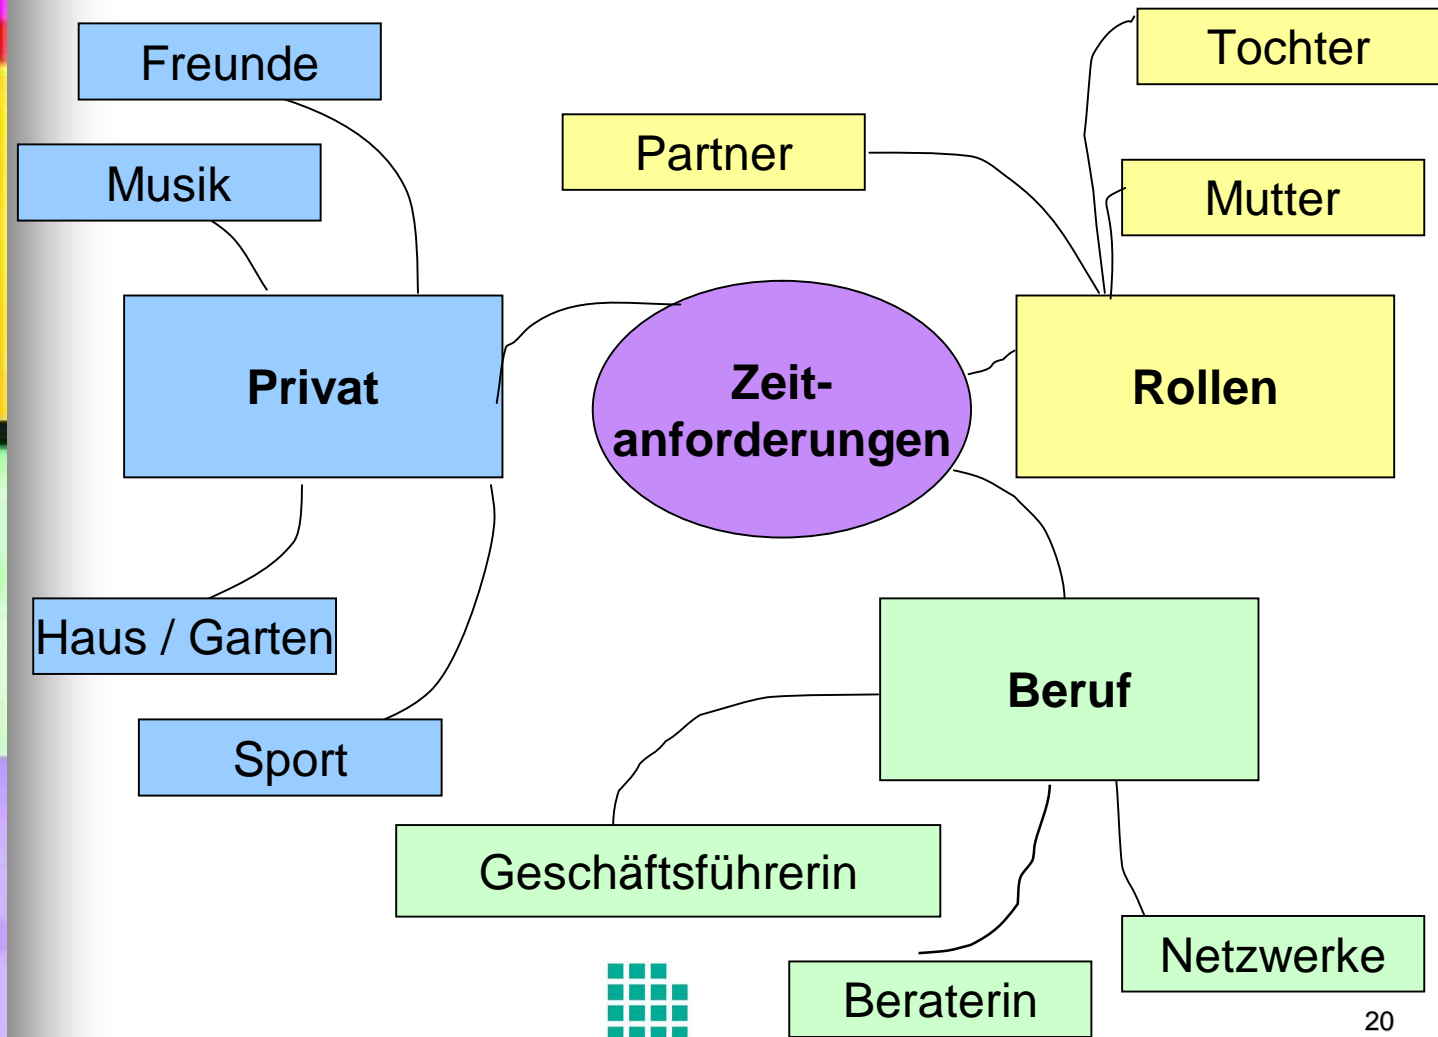 Freunde
Tochter
Partner
Musik
Mutter
Privat
Zeit-
anforderungen
Rollen
Haus / Garten
Beruf
Sport
Geschäftsführerin
Netzwerke
Beraterin
20